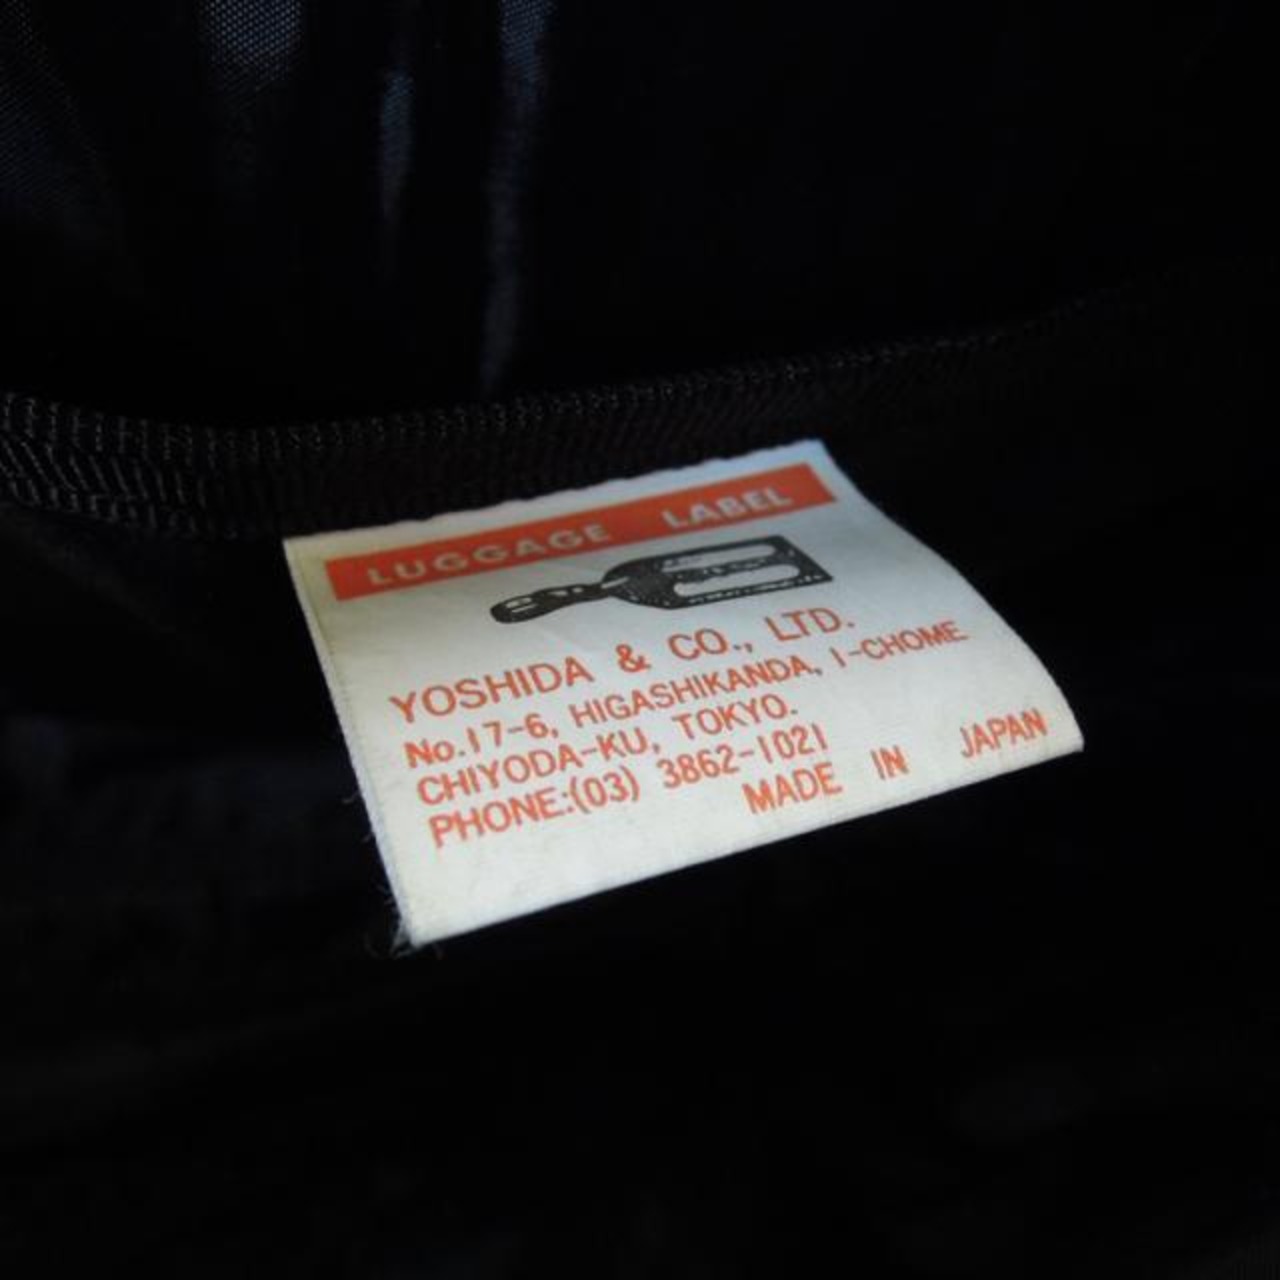 LUGGAGE LABEL
YOSHIDA & CO., LTD.
No.17-6, HIGASHIKANDA, 1-CHOME
CHIYODA-KU, TOKYO.
PHONE:(03) 3862-1021
MADE IN JAPAN